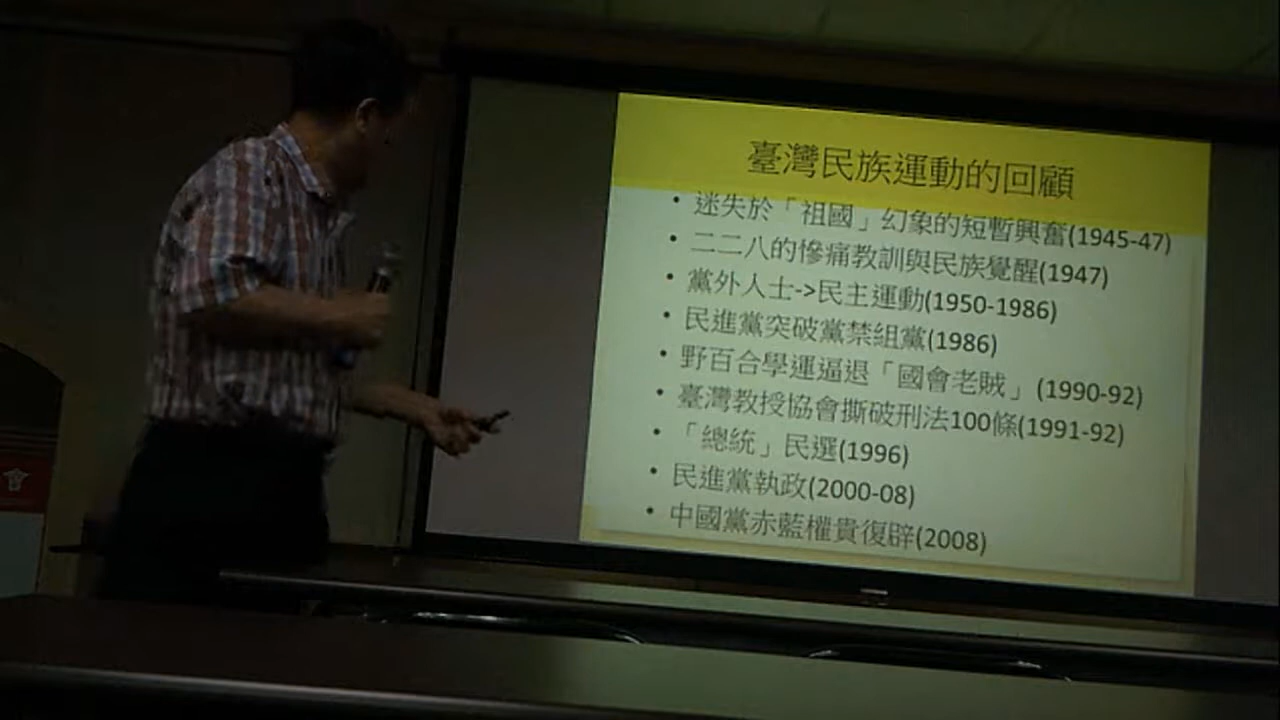 臺灣民族運動的回顧
• 迷失於「祖國」幻象的短暫興奮(1945-47)
• 二二八的慘痛教訓與民族覺醒(1947)
• 黨外人士->民主運動(1950-1986)
• 民進黨突破黨禁組黨(1986)
• 野百合學運逼退「國會老賊」(1990-92)
• 臺灣教授協會撕破刑法100條(1991-92)
• 「總統」民選(1996)
• 民進黨執政(2000-08)
• 中國黨赤藍權貴復辟(2008)